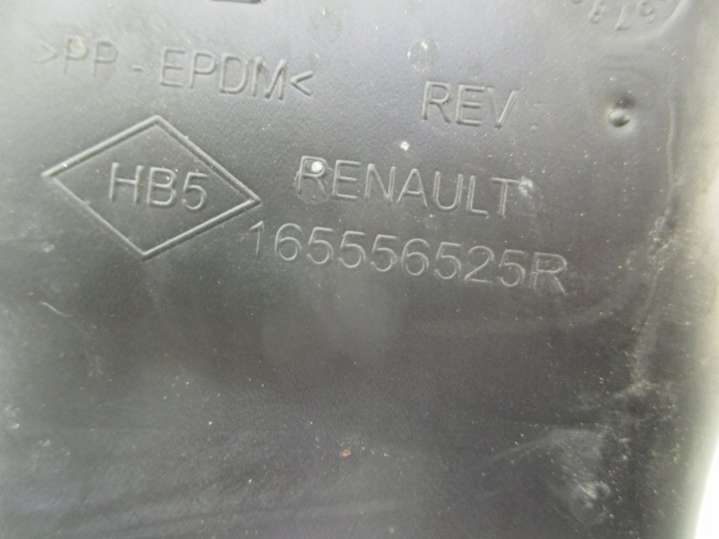 >PP-EPDM<
REV:
HB5
RENAULT
165556525R